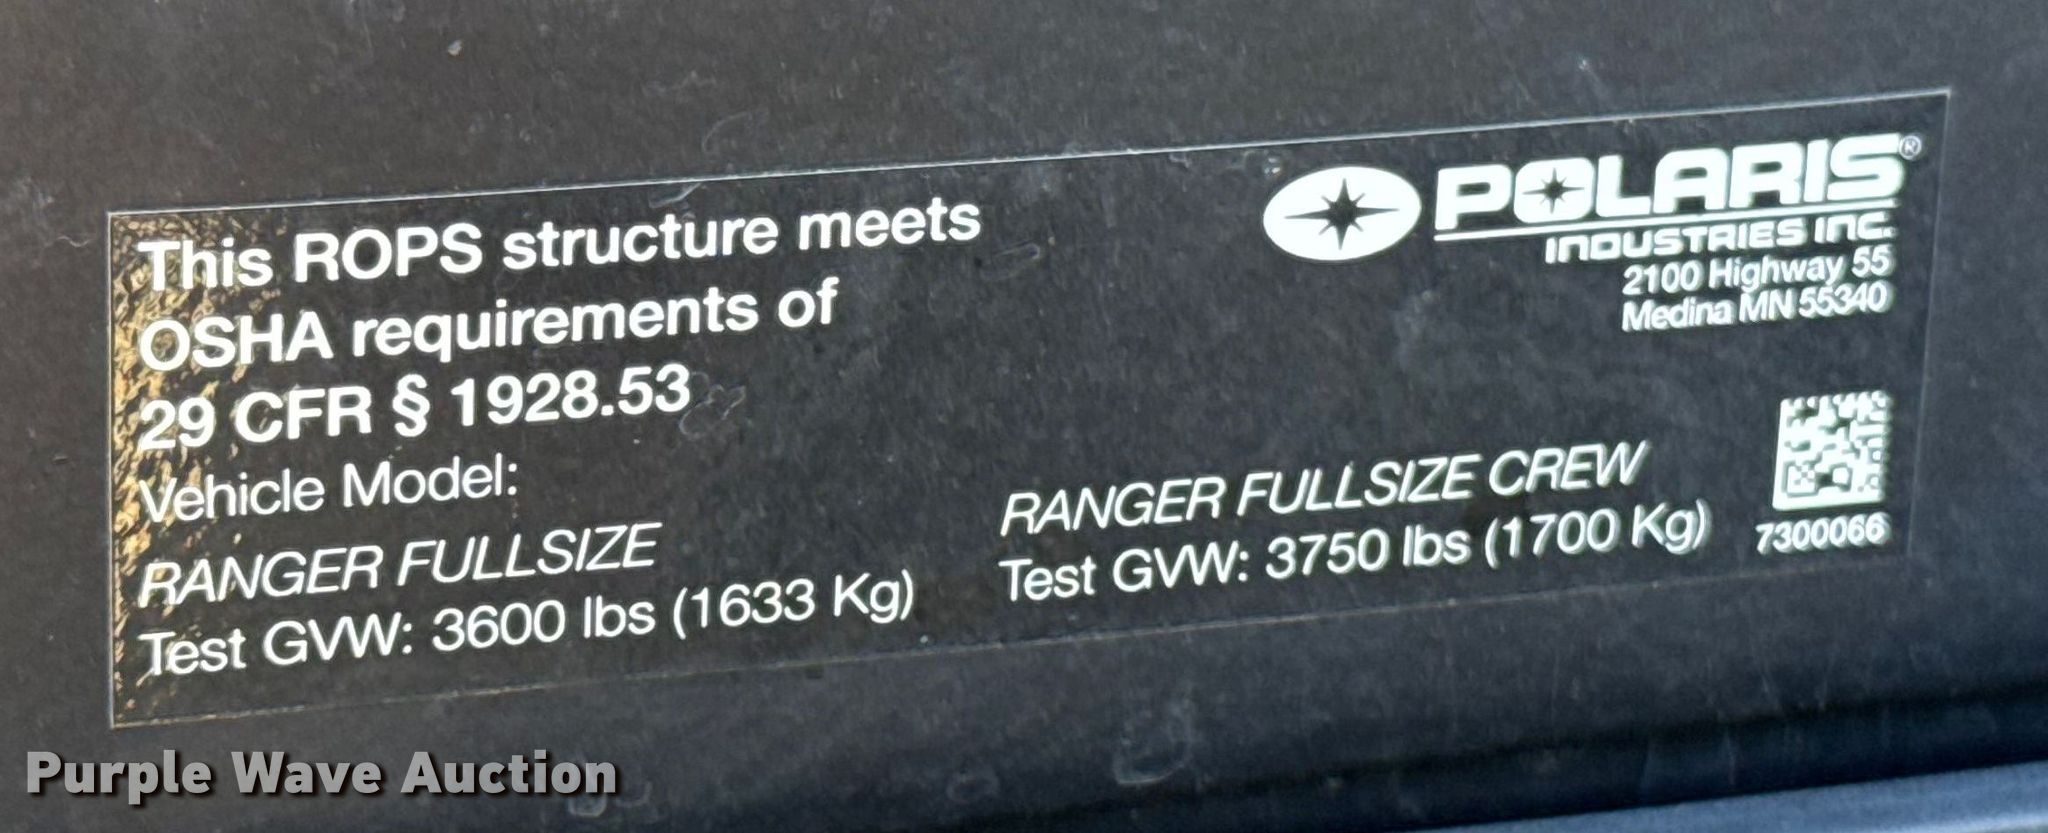 This ROPS structure meets
OSHA requirements of
29 CFR § 1928.53
Vehicle Model:
RANGER FULLSIZE
Test GVW: 3600 lbs (1633 Kg)
RANGER FULLSIZE CREW
Test GVW: 3750 lbs (1700 Kg)
POLARIS®
INDUSTRIES INC.
2100 Highway 55
Medina MN 55340
7300066
Purple Wave Auction